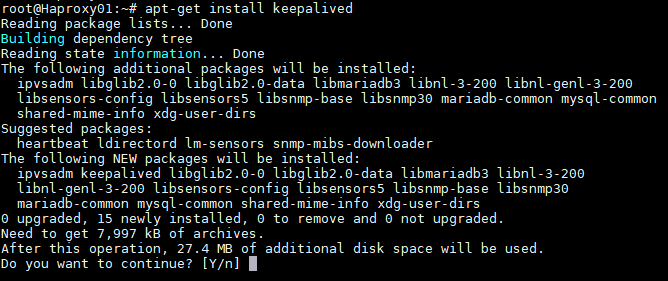 root@Haproxy01:~# apt-get install keepalived
Reading package lists... Done
Building dependency tree
Reading state information... Done
The following additional packages will be installed:
  ipvsadm libglib2.0-0 libglib2.0-data libmariadb3 libnl-3-200 libnl-genl-3-200
  libsensors-config libsensors5 libsnmp-base libsnmp30 mariadb-common mysql-common
  shared-mime-info xdg-user-dirs
Suggested packages:
  heartbeat ldirectord lm-sensors snmp-mibs-downloader
The following NEW packages will be installed:
  ipvsadm keepalived libglib2.0-0 libglib2.0-data libmariadb3 libnl-3-200
  libnl-genl-3-200 libsensors-config libsensors5 libsnmp-base libsnmp30
  mariadb-common mysql-common shared-mime-info xdg-user-dirs
0 upgraded, 15 newly installed, 0 to remove and 0 not upgraded.
Need to get 7,997 kB of archives.
After this operation, 27.4 MB of additional disk space will be used.
Do you want to continue? [Y/n]